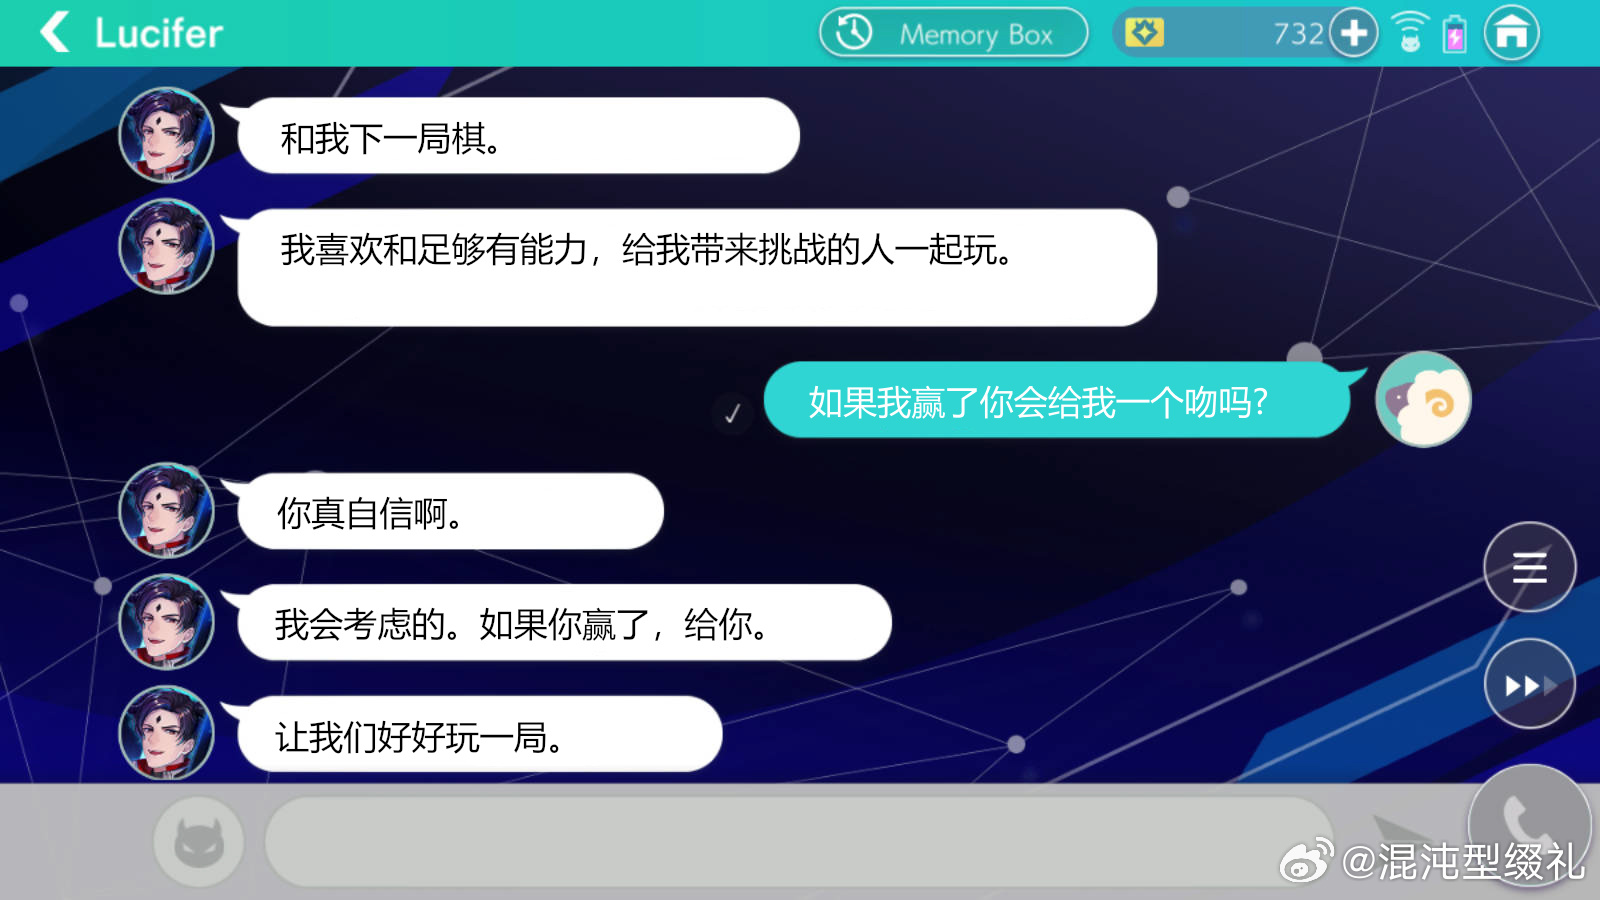 Lucifer
Memory Box
732
和我下一局棋。
我喜欢和足够有能力，给我带来挑战的人一起玩。
如果我赢了你会给我一个吻吗?
你真自信啊。
我会考虑的。如果你赢了，给你。
让我们好好玩一局。
@混沌型缀礼